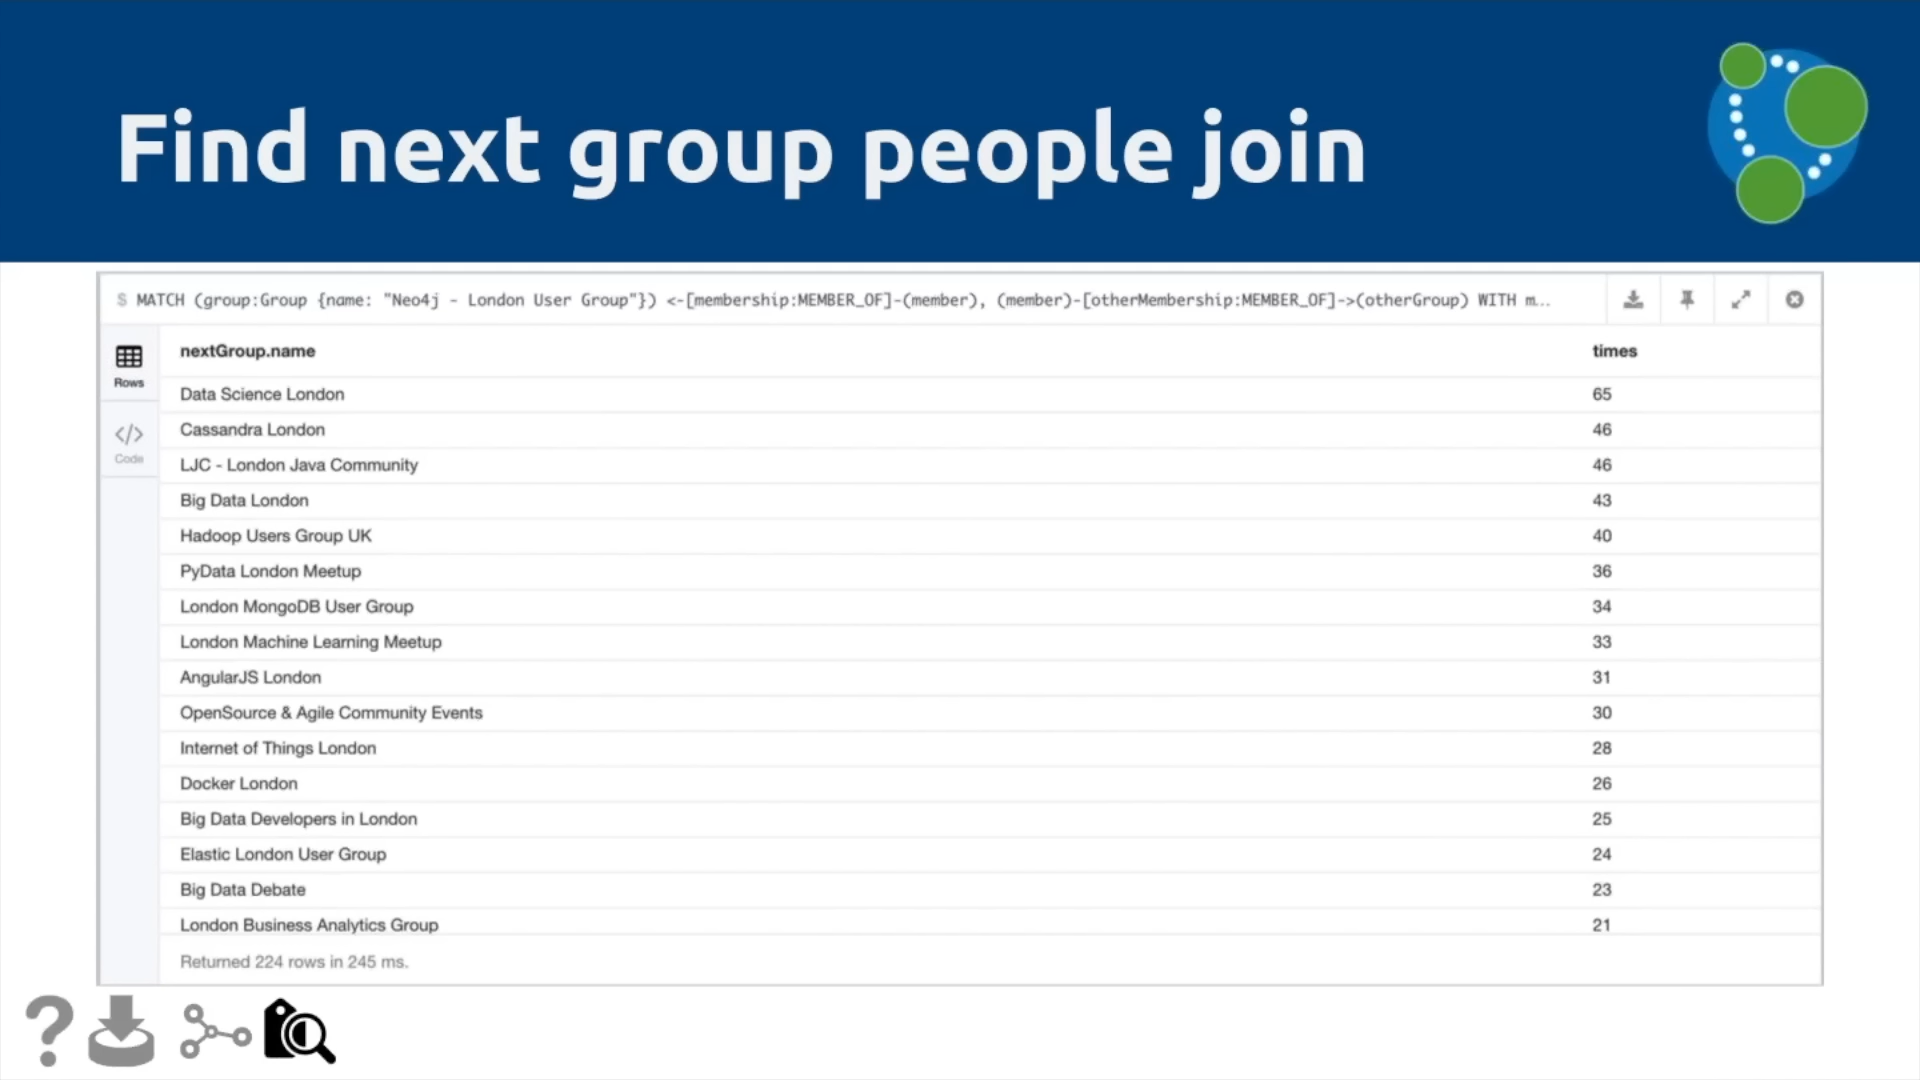 Find next group people join
$ MATCH (group:Group {name: "Neo4j - London User Group"}) <-[membership:MEMBER_OF]-(member), (member)-[otherMembership:MEMBER_OF]->(otherGroup) WITH m...
Rows
Code
nextGroup.name times
Data Science London 65
Cassandra London 46
LJC - London Java Community 46
Big Data London 43
Hadoop Users Group UK 40
PyData London Meetup 36
London MongoDB User Group 34
London Machine Learning Meetup 33
AngularJS London 31
OpenSource & Agile Community Events 30
Internet of Things London 28
Docker London 26
Big Data Developers in London 25
Elastic London User Group 24
Big Data Debate 23
London Business Analytics Group 21
Returned 224 rows in 245 ms.